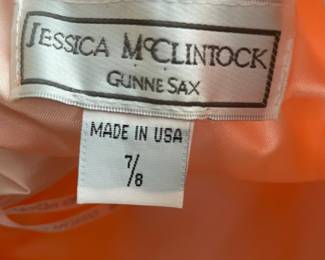 JESSICA McCLINTOCK
GUNNE SAX
MADE IN USA
7/8